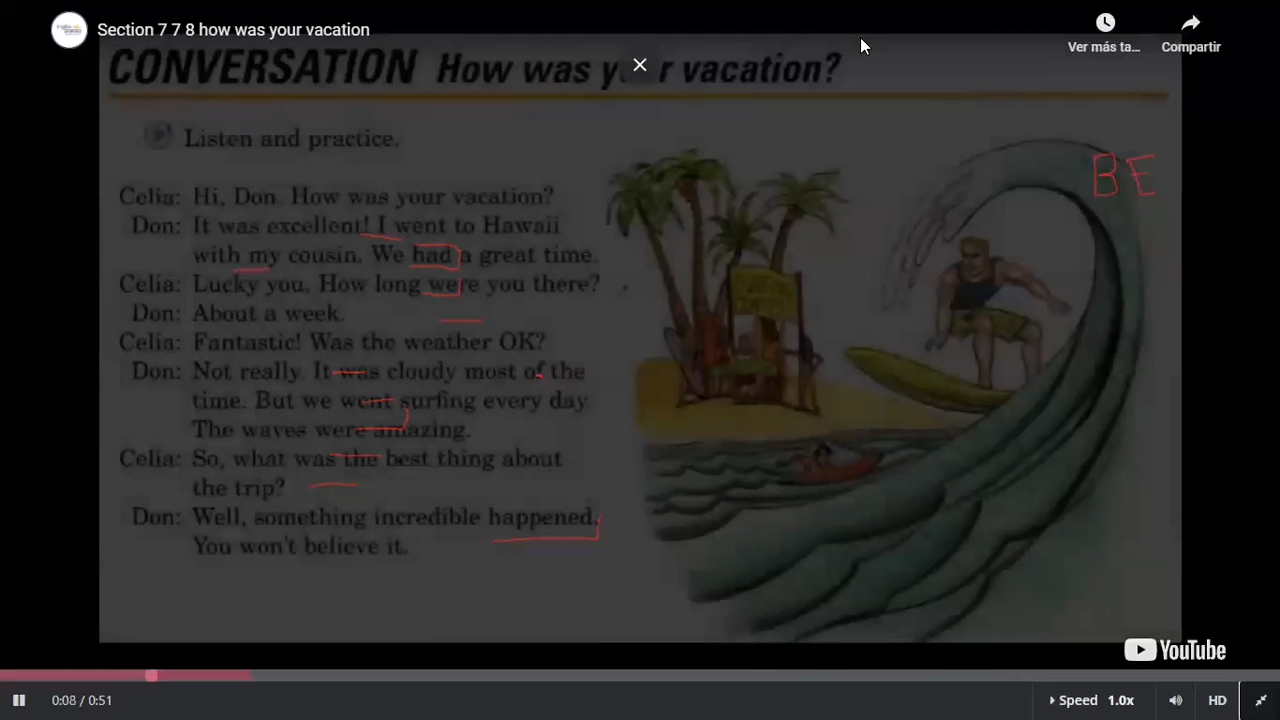 Section 7 7 8 how was your vacation
Ver más ta...
Compartir
CONVERSATION How was your vacation?
Listen and practice.
BE
Celia: Hi, Don. How was your vacation?
Don: It was excellent! I went to Hawaii
with my cousin. We had a great time.
Celia: Lucky you. How long were you there?
Don: About a week.
Celia: Fantastic! Was the weather OK?
Don: Not really. It was cloudy most of the
time. But we went surfing every day.
The waves were amazing.
Celia: So, what was the best thing about
the trip?
Don: Well, something incredible happened.
You won't believe it.
YouTube
0:08 / 0:51
Speed 1.0x
HD